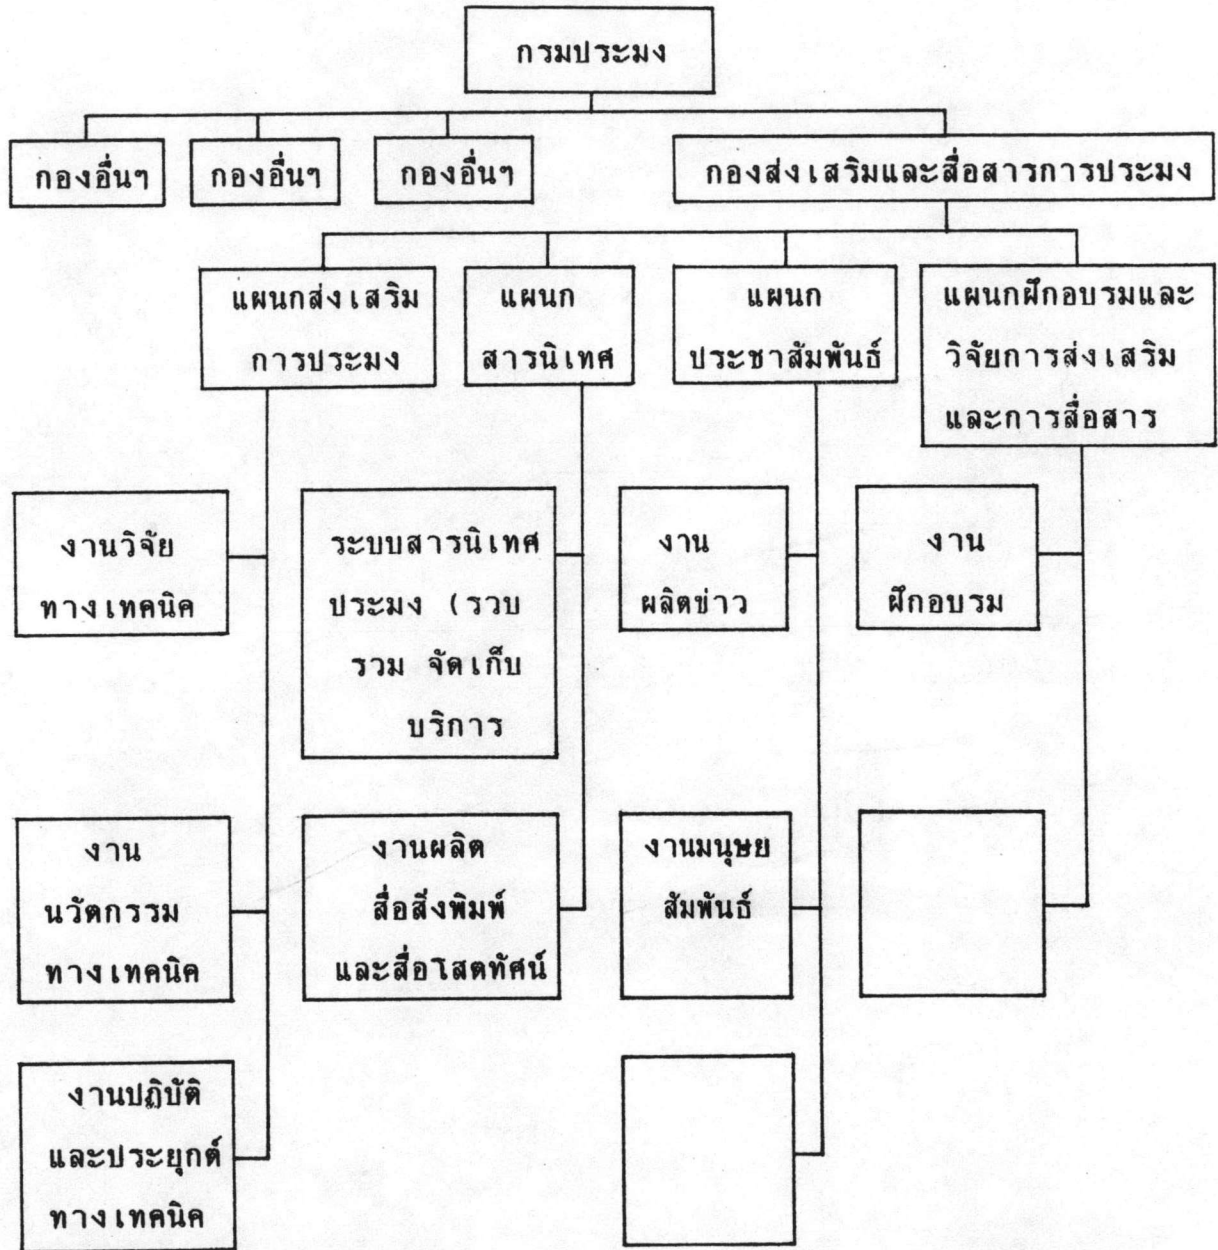 กรมประมง
กองอื่นๆ
กองอื่นๆ
กองอื่นๆ
กองส่งเสริมและสื่อสารการประมง
แผนกส่งเสริม
การประมง
แผนก
สารนิเทศ
แผนก
ประชาสัมพันธ์
แผนกฝึกอบรมและ
วิจัยการส่งเสริม
และการสื่อสาร
งานวิจัย
ทางเทคนิค
ระบบสารนิเทศ
ประมง (รวบ
รวม จัดเก็บ
บริการ
งาน
ผลิตข่าว
งาน
ฝึกอบรม
งาน
นวัตกรรม
ทางเทคนิค
งานผลิต
สื่อสิ่งพิมพ์
และสื่อโสตทัศน์
งานมนุษย
สัมพันธ์
งานปฏิบัติ
และประยุกต์
ทางเทคนิค